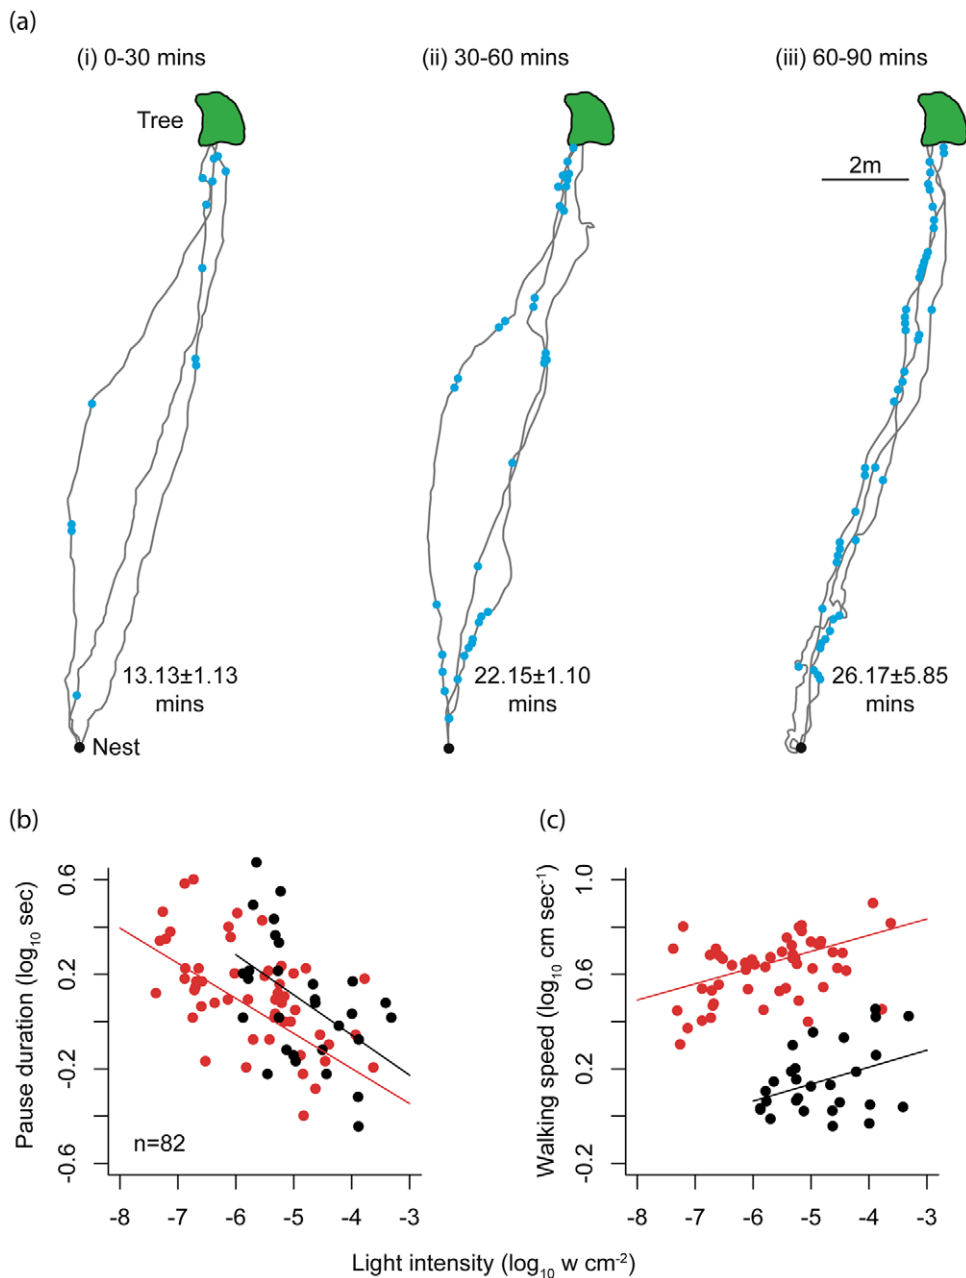 (a)
(i) 0-30 mins
(ii) 30-60 mins
(iii) 60-90 mins
Tree
2m
13.13±1.13
mins
22.15±1.10
mins
26.17±5.85
mins
Nest
(b)
(c)
Pause duration (log10 sec)
0.6
0.2
-0.2
-0.6
n=82
-8 -7 -6 -5 -4 -3
Walking speed (log10 cm sec-1)
1.0
0.6
0.2
-0.2
-8 -7 -6 -5 -4 -3
Light intensity (log10 w cm-2)